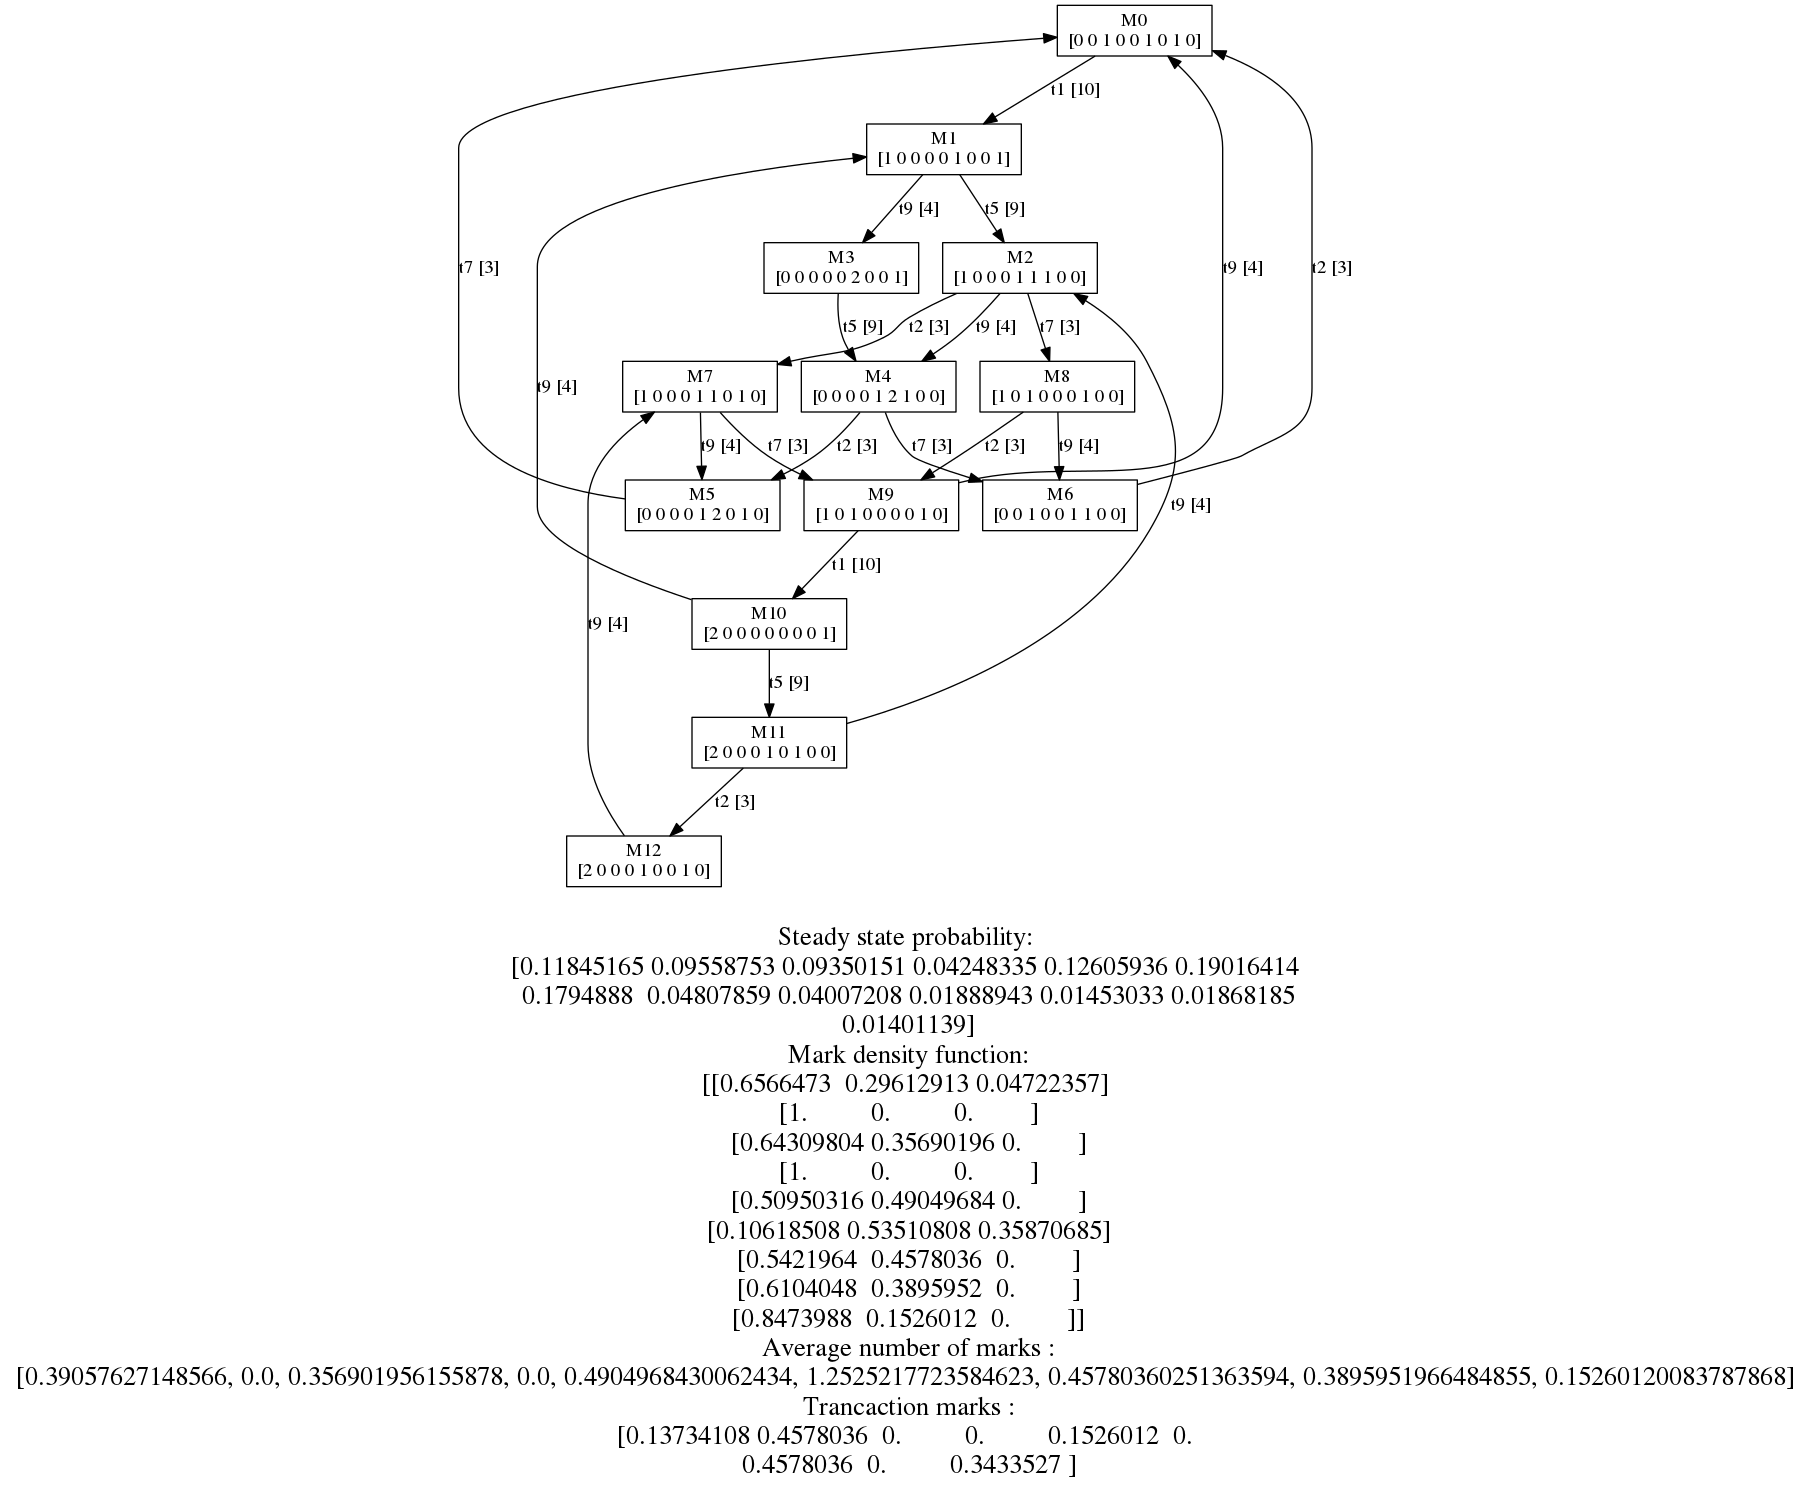 M0
[0 0 1 0 0 1 0 1 0]
t1 [10]
M1
[1 0 0 0 0 1 0 0 1]
t9 [4]
t5 [9]
t7 [3]
M3
[0 0 0 0 0 2 0 0 1]
M2
[1 0 0 0 1 1 1 0 0]
t9 [4]
t2 [3]
t5 [9]
t2 [3]
t9 [4]
t7 [3]
t9 [4]
M7
[1 0 0 0 1 1 0 1 0]
M4
[0 0 0 0 1 2 1 0 0]
M8
[1 0 1 0 0 0 1 0 0]
t9 [4]
t7 [3]
t2 [3]
t7 [3]
t2 [3]
t9 [4]
M5
[0 0 0 0 1 2 0 1 0]
M9
[1 0 1 0 0 0 0 1 0]
M6
[0 0 1 0 0 1 1 0 0]
t9 [4]
t1 [10]
M10
[2 0 0 0 0 0 0 0 1]
t9 [4]
t5 [9]
M11
[2 0 0 0 1 0 1 0 0]
t2 [3]
M12
[2 0 0 0 1 0 0 1 0]
Steady state probability:
[0.11845165 0.09558753 0.09350151 0.04248335 0.12605936 0.19016414
0.1794888 0.04807859 0.04007208 0.01888943 0.01453033 0.01868185
0.01401139]
Mark density function:
[[0.6566473 0.29612913 0.04722357]
[1. 0. 0. ]
[0.64309804 0.35690196 0. ]
[1. 0. 0. ]
[0.50950316 0.49049684 0. ]
[0.10618508 0.53510808 0.35870685]
[0.5421964 0.4578036 0. ]
[0.6104048 0.3895952 0. ]
[0.8473988 0.1526012 0. ]]
Average number of marks :
[0.39057627148566, 0.0, 0.356901956155878, 0.0, 0.4904968430062434, 1.2525217723584623, 0.45780360251363594, 0.3895951966484855, 0.15260120083787868]
Trancaction marks :
[0.13734108 0.4578036 0. 0. 0.1526012 0.
0.4578036 0. 0.3433527 ]